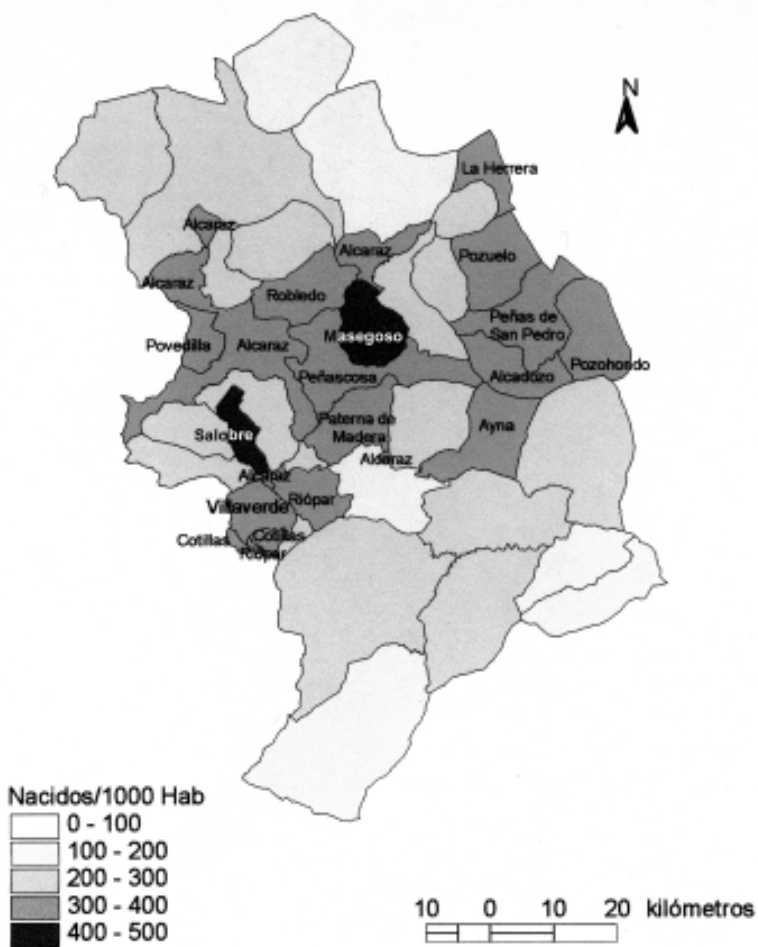 N
La Herrera
Alcaraz
Alcaraz
Pozuelo
Alcaraz
Robledo
Peñas de
San Pedro
Masegoso
Povedilla
Alcaraz
Pozohondo
Peñascosa
Alcadozo
Paterna de
Madera
Ayna
Salobre
Alcaraz
Alcaraz
Riópar
Villaverde
Cotillas
Cotillas
Riópar
Nacidos/1000 Hab
0 - 100
100 - 200
200 - 300
300 - 400
400 - 500
10 0 10 20 kilómetros